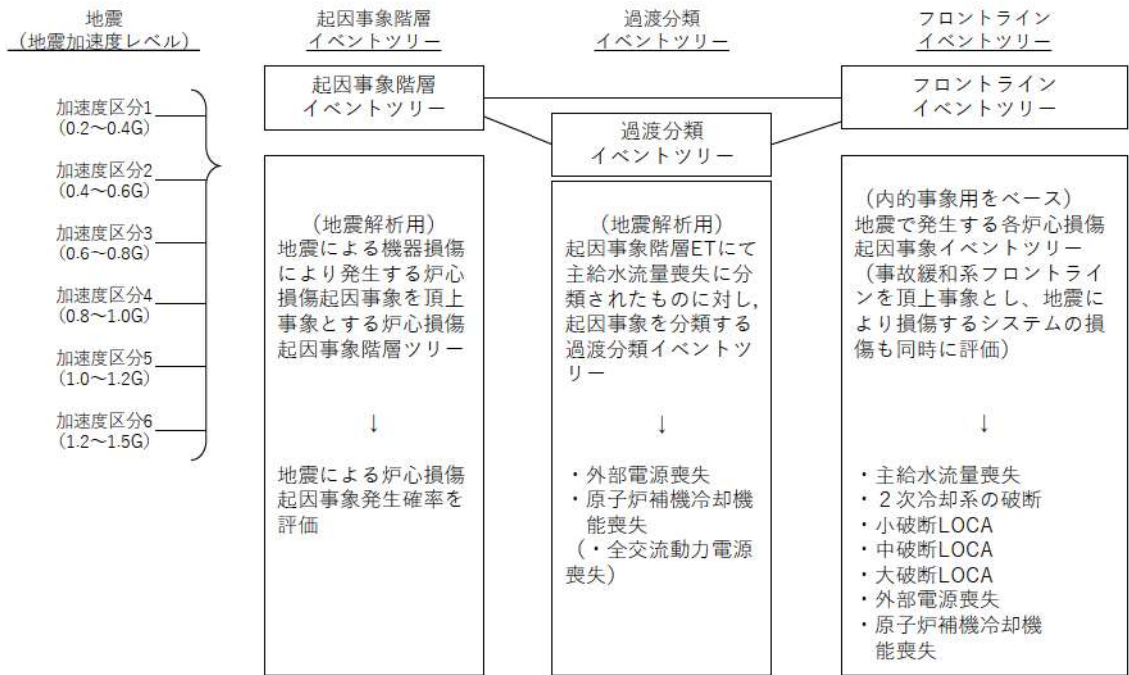 地震
(地震加速度レベル)
加速度区分1
(0.2～0.4G)
加速度区分2
(0.4～0.6G)
加速度区分3
(0.6～0.8G)
加速度区分4
(0.8～1.0G)
加速度区分5
(1.0～1.2G)
加速度区分6
(1.2～1.5G)
起因事象階層
イベントツリー
起因事象階層
イベントツリー
（地震解析用）
地震による機器損傷
により発生する炉心
損傷起因事象を頂上
事象とする炉心損傷
起因事象階層ツリー
↓
地震による炉心損傷
起因事象発生確率を
評価
過渡分類
イベントツリー
過渡分類
イベントツリー
（地震解析用）
起因事象階層ETにて
主給水流量喪失に分
類されたものに対し,
起因事象を分類する
過渡分類イベントツ
リー
↓
・外部電源喪失
・原子炉補機冷却機
能喪失
（・全交流動力電源
喪失）
フロントライン
イベントツリー
フロントライン
イベントツリー
（内的事象用をベース）
地震で発生する各炉心損傷
起因事象イベントツリー
（事故緩和系フロントライ
ンを頂上事象とし、地震に
より損傷するシステムの損
傷も同時に評価）
↓
・主給水流量喪失
・２次冷却系の破断
・小破断LOCA
・中破断LOCA
・大破断LOCA
・外部電源喪失
・原子炉補機冷却機
能喪失